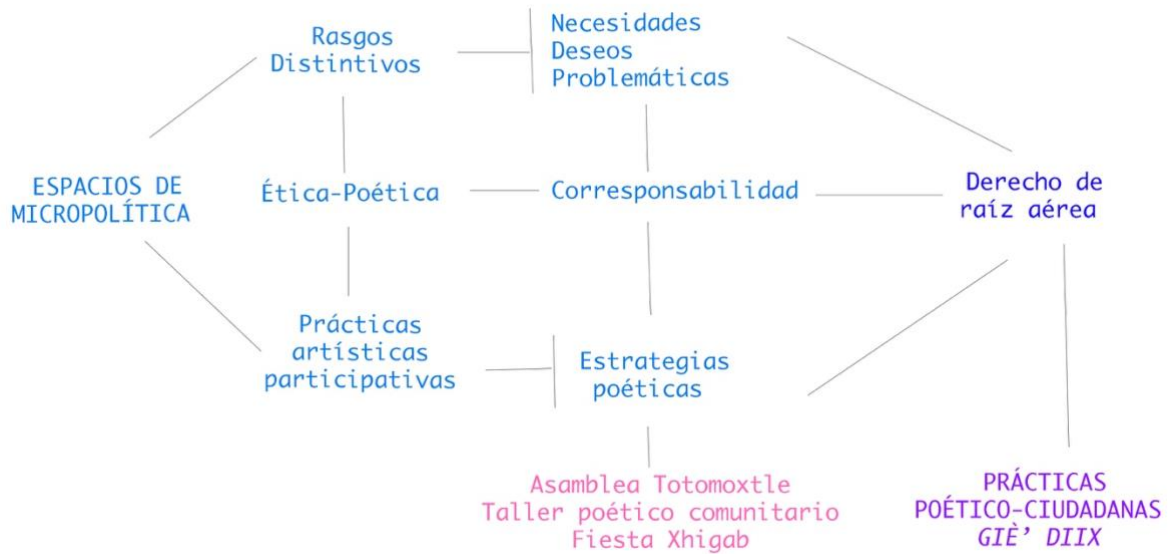 Rasgos
Distintivos
Necesidades
Deseos
Problemáticas
ESPACIOS DE
MICROPOLÍTICA
Ética-Poética
Corresponsabilidad
Derecho de
raíz aérea
Prácticas
artísticas
participativas
Estrategias
poéticas
Asamblea Totomoxtle
Taller poético comunitario
Fiesta Xhigab
PRÁCTICAS
POÉTICO-CIUDADANAS
GIÈ’ DIIX